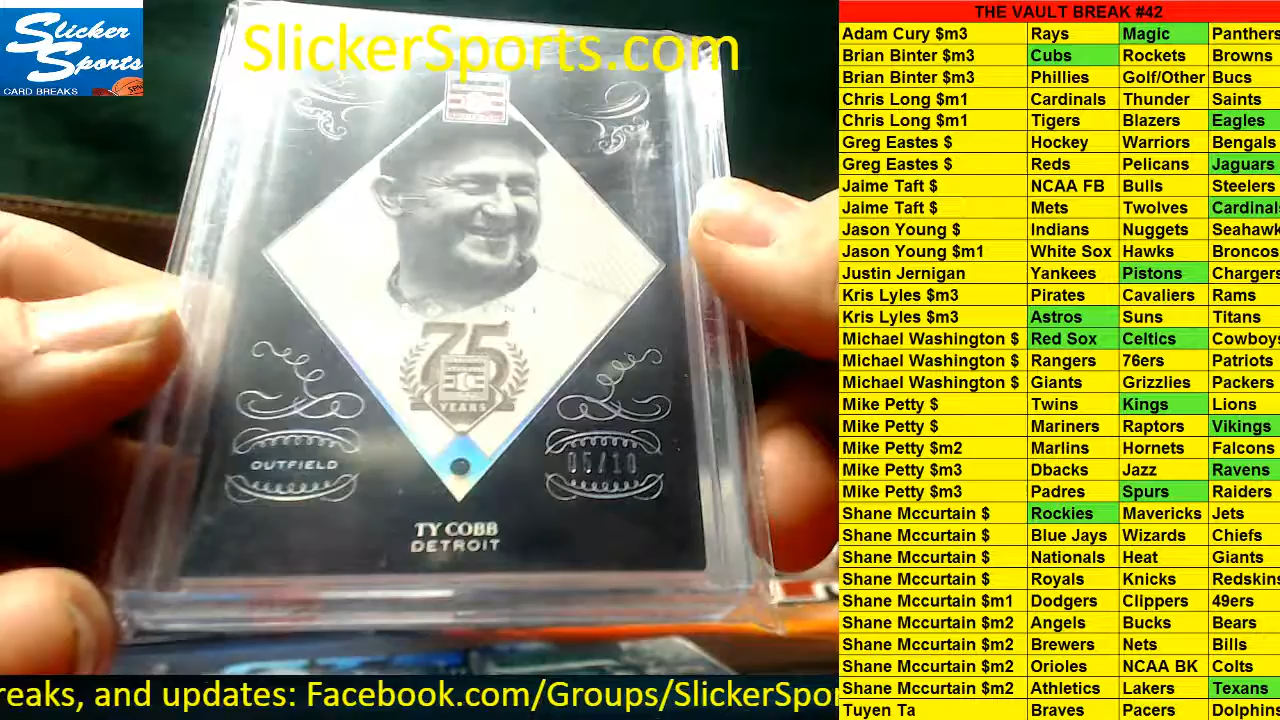 Slicker
Sports
CARD BREAKS
SlickerSports.com
75
YEARS
OUTFIELD
05/10
TY COBB
DETROIT
reaks, and updates: Facebook.com/Groups/SlickerSpor
THE VAULT BREAK #42
Adam Cury $m3 Rays Magic Panthers
Brian Binter $m3 Cubs Rockets Browns
Brian Binter $m3 Phillies Golf/Other Bucs
Chris Long $m1 Cardinals Thunder Saints
Chris Long $m1 Tigers Blazers Eagles
Greg Eastes $ Hockey Warriors Bengals
Greg Eastes $ Reds Pelicans Jaguars
Jaime Taft $ NCAA FB Bulls Steelers
Jaime Taft $ Mets Twolves Cardinals
Jason Young $ Indians Nuggets Seahawk
Jason Young $m1 White Sox Hawks Broncos
Justin Jernigan Yankees Pistons Chargers
Kris Lyles $m3 Pirates Cavaliers Rams
Kris Lyles $m3 Astros Suns Titans
Michael Washington $ Red Sox Celtics Cowboys
Michael Washington $ Rangers 76ers Patriots
Michael Washington $ Giants Grizzlies Packers
Mike Petty $ Twins Kings Lions
Mike Petty $ Mariners Raptors Vikings
Mike Petty $m2 Marlins Hornets Falcons
Mike Petty $m3 Dbacks Jazz Ravens
Mike Petty $m3 Padres Spurs Raiders
Shane Mccurtain $ Rockies Mavericks Jets
Shane Mccurtain $ Blue Jays Wizards Chiefs
Shane Mccurtain $ Nationals Heat Giants
Shane Mccurtain $ Royals Knicks Redskins
Shane Mccurtain $m1 Dodgers Clippers 49ers
Shane Mccurtain $m2 Angels Bucks Bears
Shane Mccurtain $m2 Brewers Nets Bills
Shane Mccurtain $m2 Orioles NCAA BK Colts
Shane Mccurtain $m2 Athletics Lakers Texans
Tuyen Ta Braves Pacers Dolphins